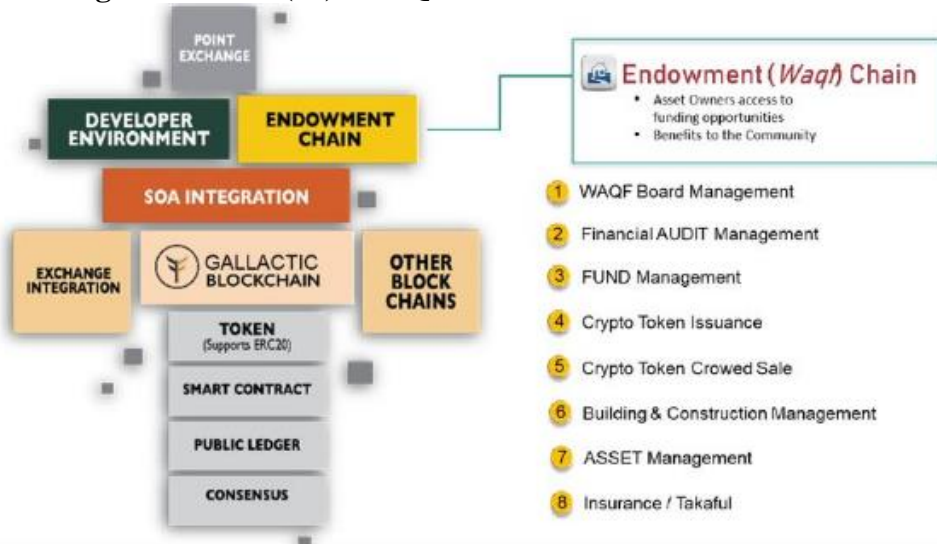 POINT
EXCHANGE
DEVELOPER
ENVIRONMENT
ENDOWMENT
CHAIN
SOA INTEGRATION
EXCHANGE
INTEGRATION
GALLACTIC
BLOCKCHAIN
OTHER
BLOCK
CHAINS
TOKEN
(Supports ERC20)
SMART CONTRACT
PUBLIC LEDGER
CONSENSUS
Endowment (Waqf) Chain
• Asset Owners access to
funding opportunities
• Benefits to the Community
1 WAQF Board Management
2 Financial AUDIT Management
3 FUND Management
4 Crypto Token Issuance
5 Crypto Token Crowed Sale
6 Building & Construction Management
7 ASSET Management
8 Insurance / Takaful